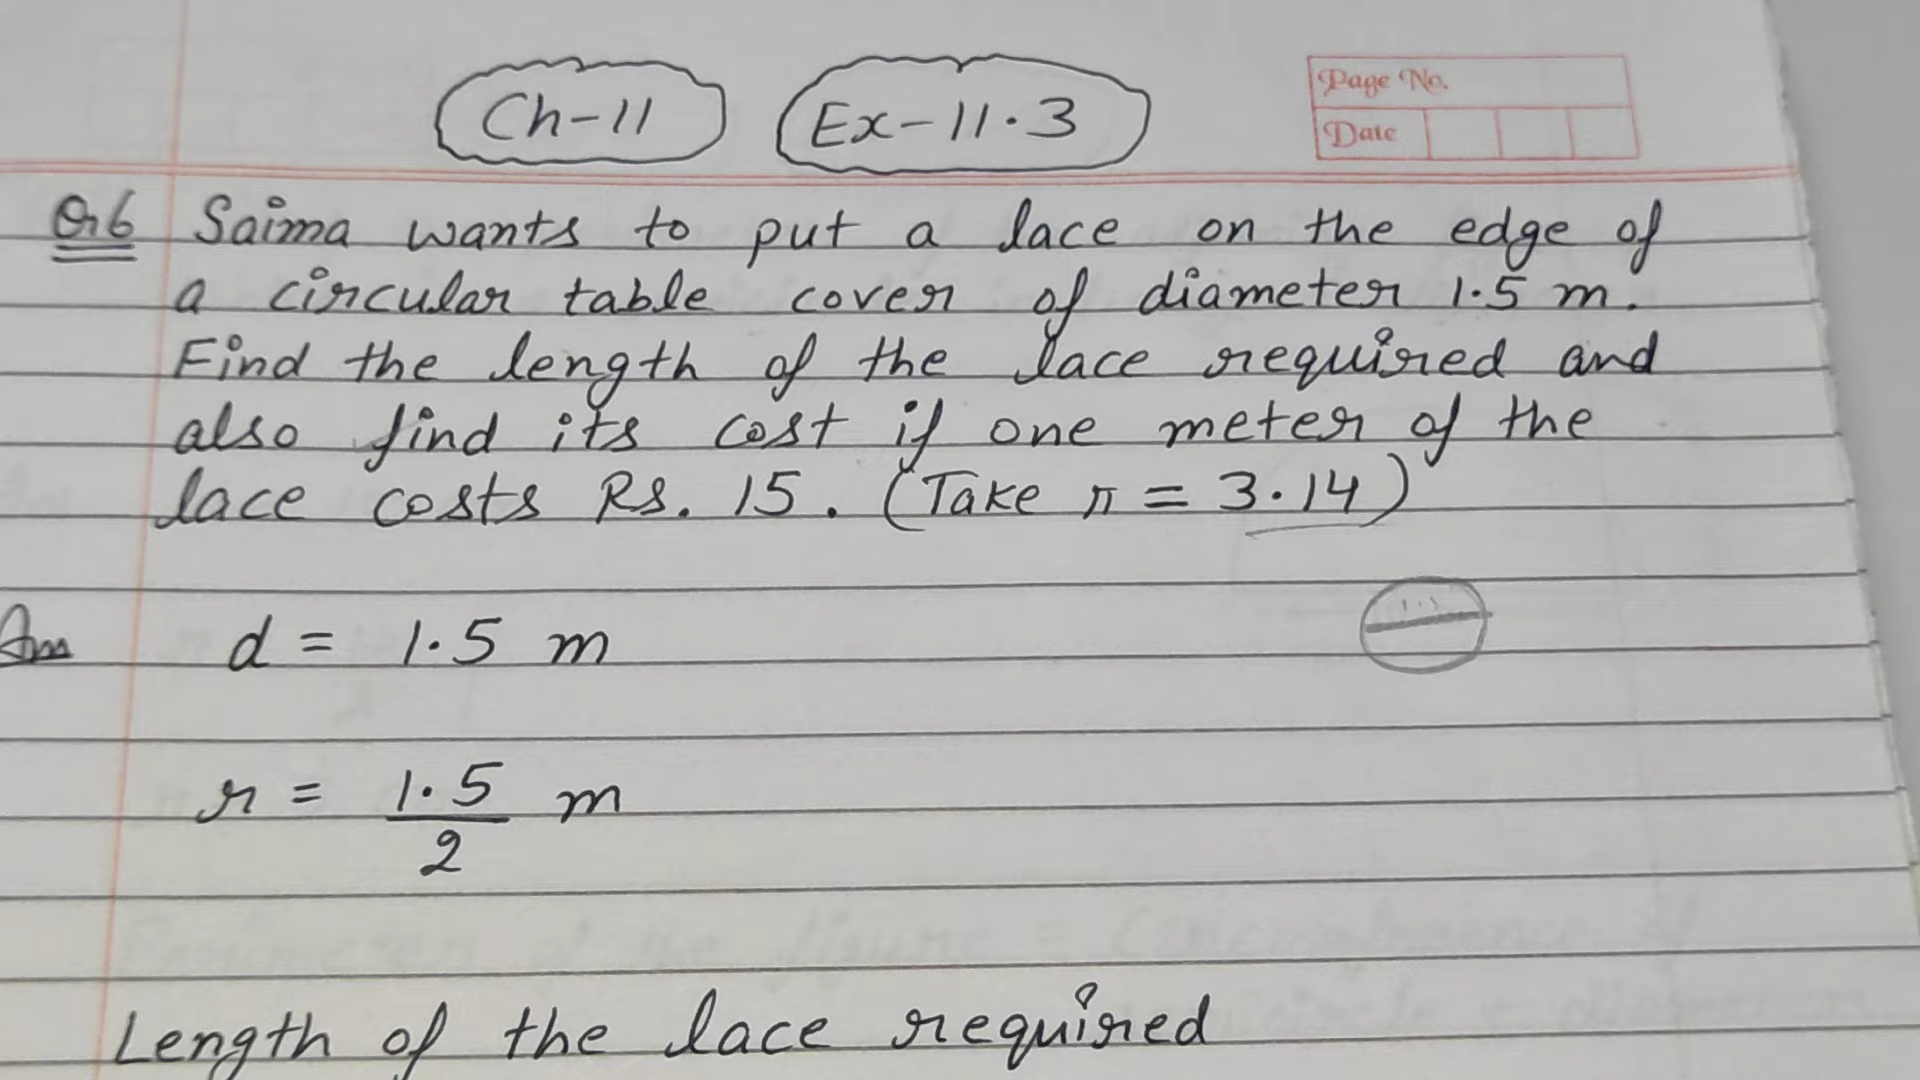 Ch-11 Ex-11.3
Page No.
Date
Q.6 Saima wants to put a lace on the edge of
a circular table cover of diameter 1.5 m.
Find the length of the lace required and
also find its cost if one meter of the
lace costs Rs. 15. (Take π = 3.14)
Ans d = 1.5 m
r = 1.5/2 m
Length of the lace required